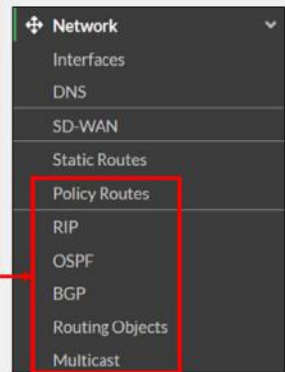 Network
Interfaces
DNS
SD-WAN
Static Routes
Policy Routes
RIP
OSPF
BGP
Routing Objects
Multicast